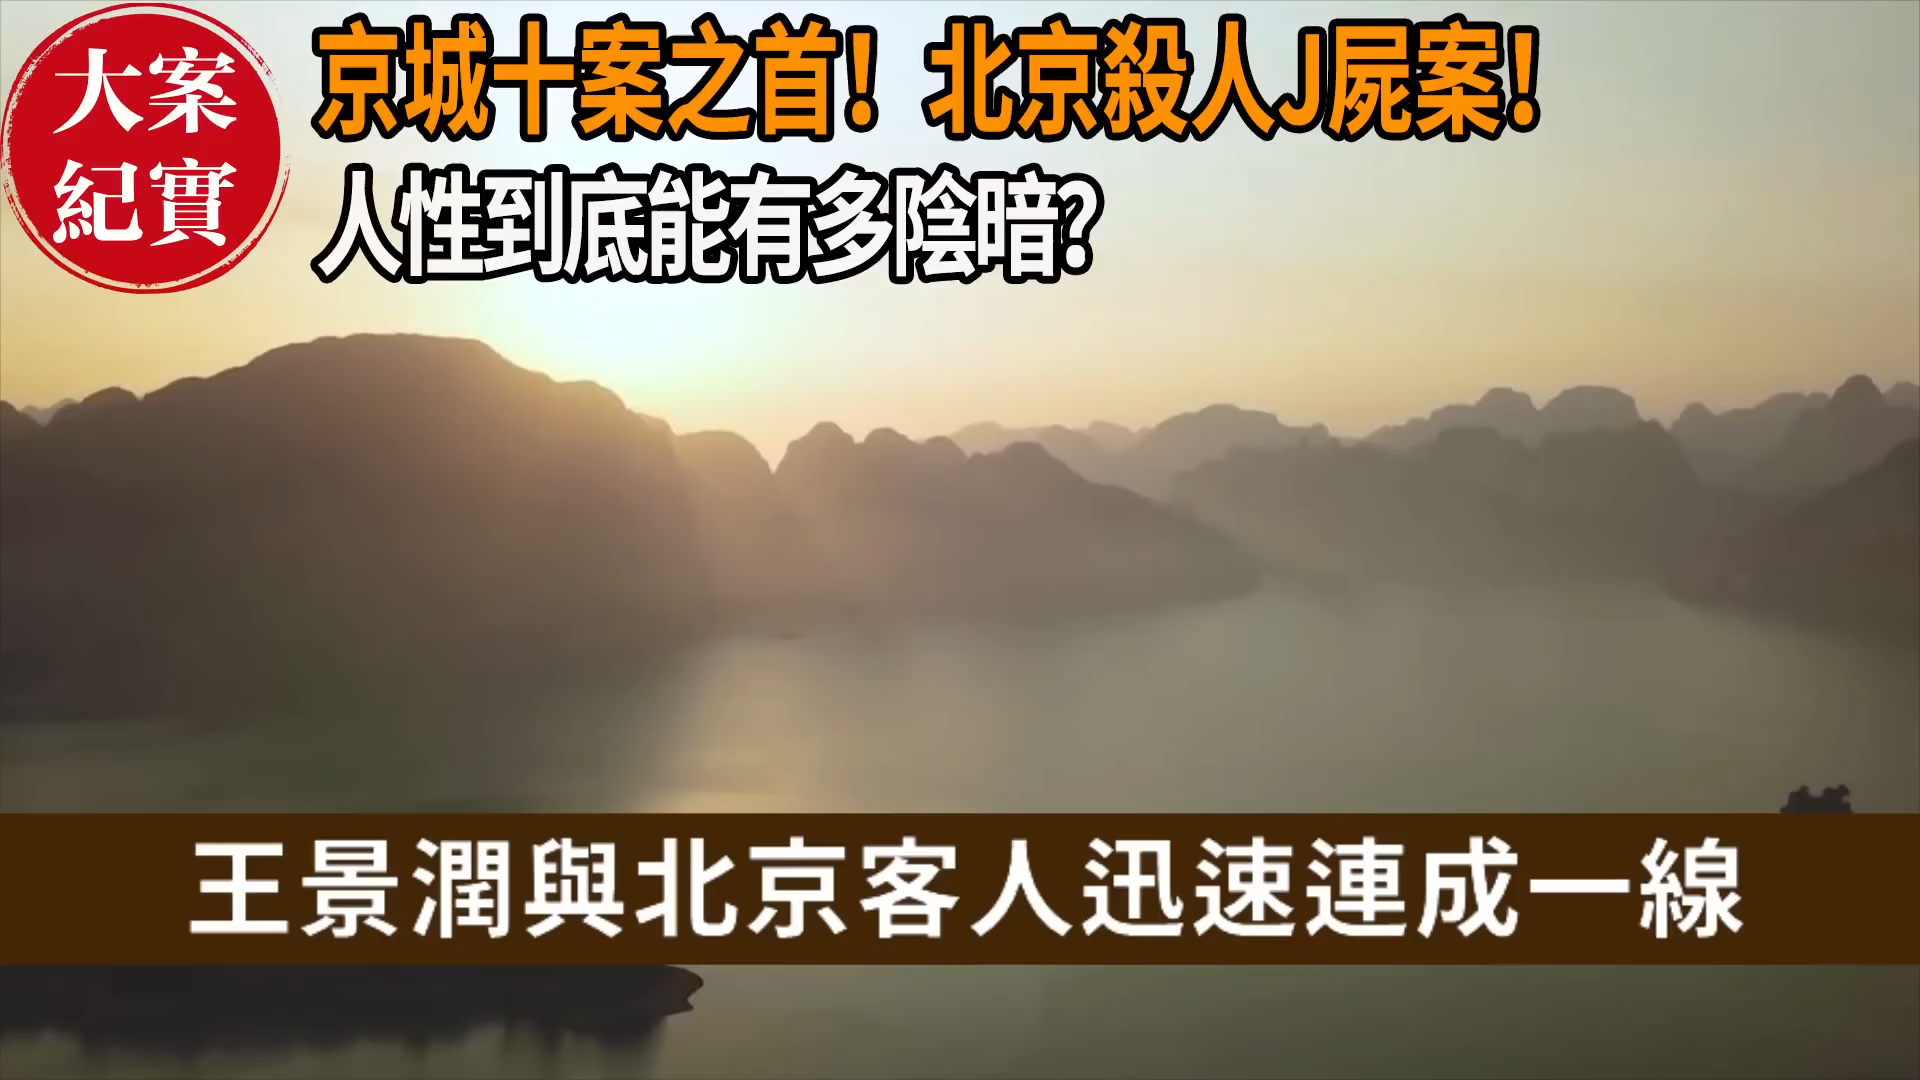 大案
紀實
京城十案之首！北京殺人J屍案！
人性到底能有多陰暗？
王景潤與北京客人迅速連成一線